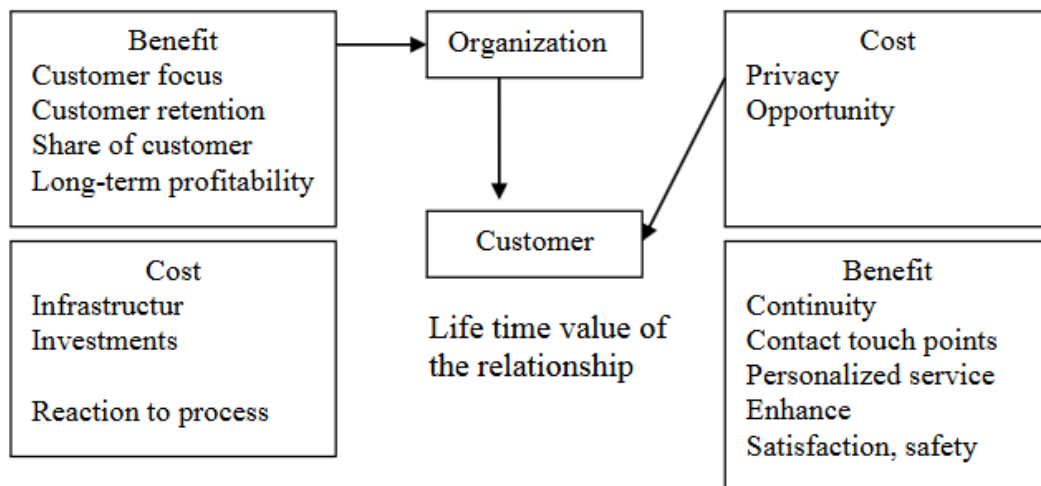 Benefit
Customer focus
Customer retention
Share of customer
Long-term profitability
Organization
Cost
Privacy
Opportunity
Customer
Cost
Infrastructur
Investments
Reaction to process
Life time value of
the relationship
Benefit
Continuity
Contact touch points
Personalized service
Enhance
Satisfaction, safety